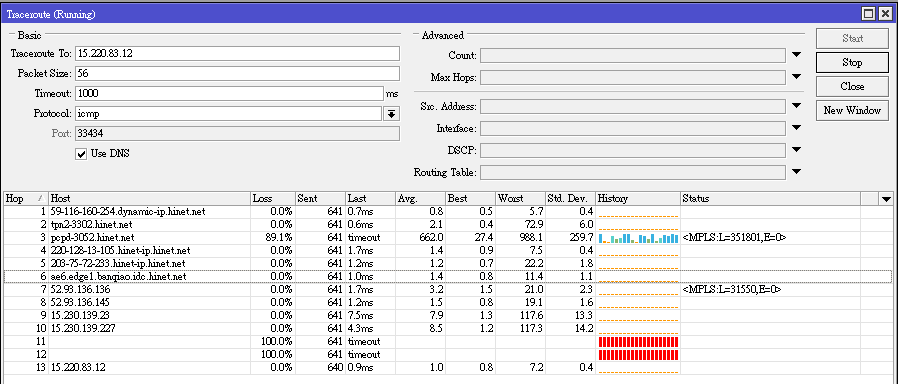 Traceroute (Running)
Basic
Traceroute To: 15.220.83.12
Packet Size: 56
Timeout: 1000 ms
Protocol: icmp
Port: 33434
Use DNS
Advanced
Count:
Max Hops:
Src. Address:
Interface:
DSCP:
Routing Table:
Start
Stop
Close
New Window
Hop / Host Loss Sent Last Avg. Best Worst Std. Dev. History Status
1 59-116-160-254.dynamic-ip.hinet.net 0.0% 641 0.7ms 0.8 0.5 5.7 0.4
2 tpn2-3302.hinet.net 0.0% 641 0.6ms 2.1 0.4 72.9 6.0
3 pcpd-3052.hinet.net 89.1% 641 timeout 662.0 27.4 988.1 259.7 <MPLS:L=351801,E=0>
4 220-128-13-105.hinet-ip.hinet.net 0.0% 641 1.7ms 1.4 0.9 7.5 0.4
5 203-75-72-233.hinet-ip.hinet.net 0.0% 641 1.2ms 1.2 0.7 22.2 1.8
6 ae6.edge1.banqiao.idc.hinet.net 0.0% 641 1.0ms 1.4 0.8 11.4 1.1
7 52.93.136.136 0.0% 641 1.7ms 3.2 1.5 21.0 2.3 <MPLS:L=31550,E=0>
8 52.93.136.145 0.0% 641 1.2ms 1.5 0.8 19.1 1.6
9 15.230.139.23 0.0% 641 7.5ms 7.9 1.3 117.6 13.3
10 15.230.139.227 0.0% 641 4.3ms 8.5 1.2 117.3 14.2
11 100.0% 641 timeout
12 100.0% 641 timeout
13 15.220.83.12 0.0% 640 0.9ms 1.0 0.8 7.2 0.4